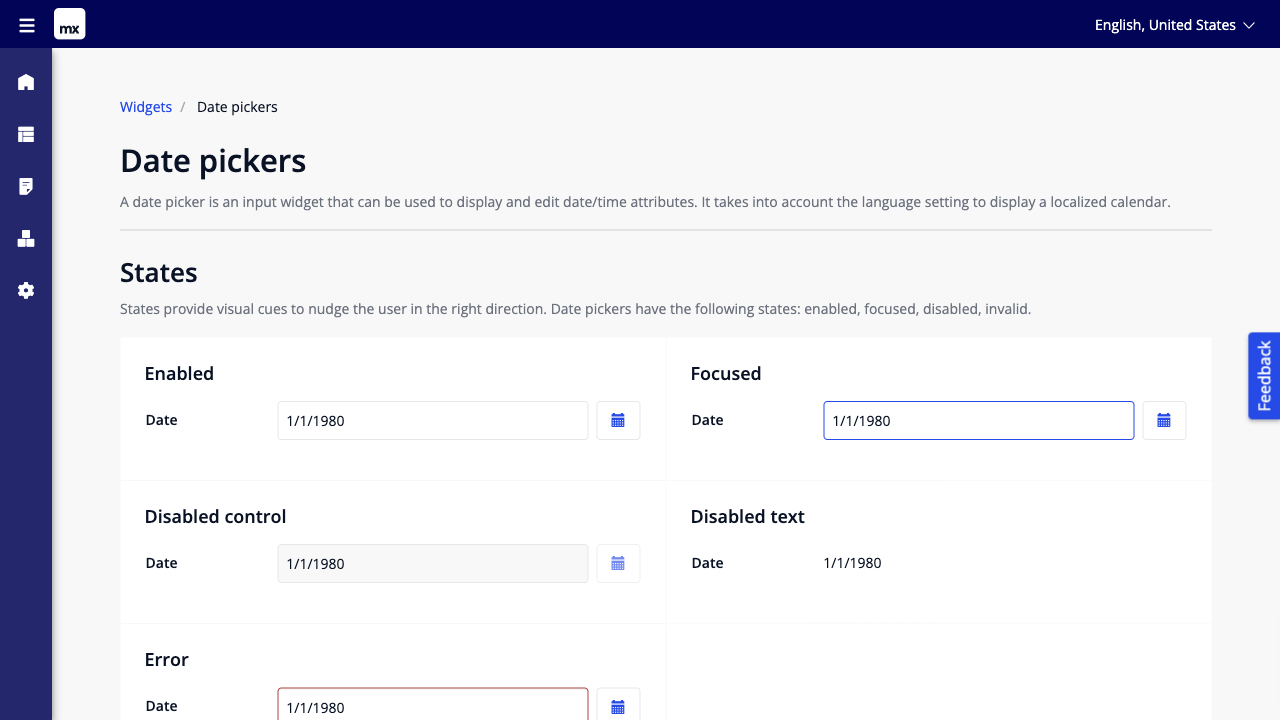 mx
English, United States
Widgets / Date pickers
Date pickers
A date picker is an input widget that can be used to display and edit date/time attributes. It takes into account the language setting to display a localized calendar.
States
States provide visual cues to nudge the user in the right direction. Date pickers have the following states: enabled, focused, disabled, invalid.
Enabled
Date
1/1/1980
Focused
Date
1/1/1980
Disabled control
Date
1/1/1980
Disabled text
Date
1/1/1980
Error
Date
1/1/1980
Feedback